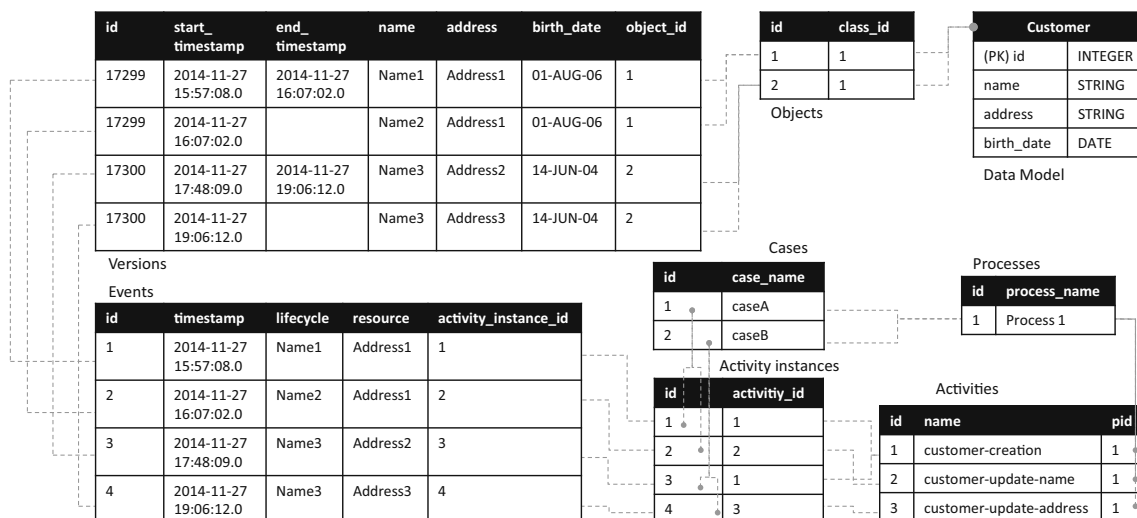 id start_ end_ name address birth_date object_id
timestamp timestamp
17299 2014-11-27 2014-11-27 Name1 Address1 01-AUG-06 1
15:57:08.0 16:07:02.0
17299 2014-11-27 Name2 Address1 01-AUG-06 1
16:07:02.0
17300 2014-11-27 2014-11-27 Name3 Address2 14-JUN-04 2
17:48:09.0 19:06:12.0
17300 2014-11-27 Name3 Address3 14-JUN-04 2
19:06:12.0
Versions
id class_id
1 1
2 1
Objects
Customer
(PK) id INTEGER
name STRING
address STRING
birth_date DATE
Data Model
Events
id timestamp lifecycle resource activity_instance_id
1 2014-11-27 Name1 Address1 1
15:57:08.0
2 2014-11-27 Name2 Address1 2
16:07:02.0
3 2014-11-27 Name3 Address2 3
17:48:09.0
4 2014-11-27 Name3 Address3 4
19:06:12.0
Cases
id case_name
1 caseA
2 caseB
Processes
id process_name
1 Process 1
Activity instances
id activitiy_id
1 1
2 2
3 1
4 3
Activities
id name pid
1 customer-creation 1
2 customer-update-name 1
3 customer-update-address 1